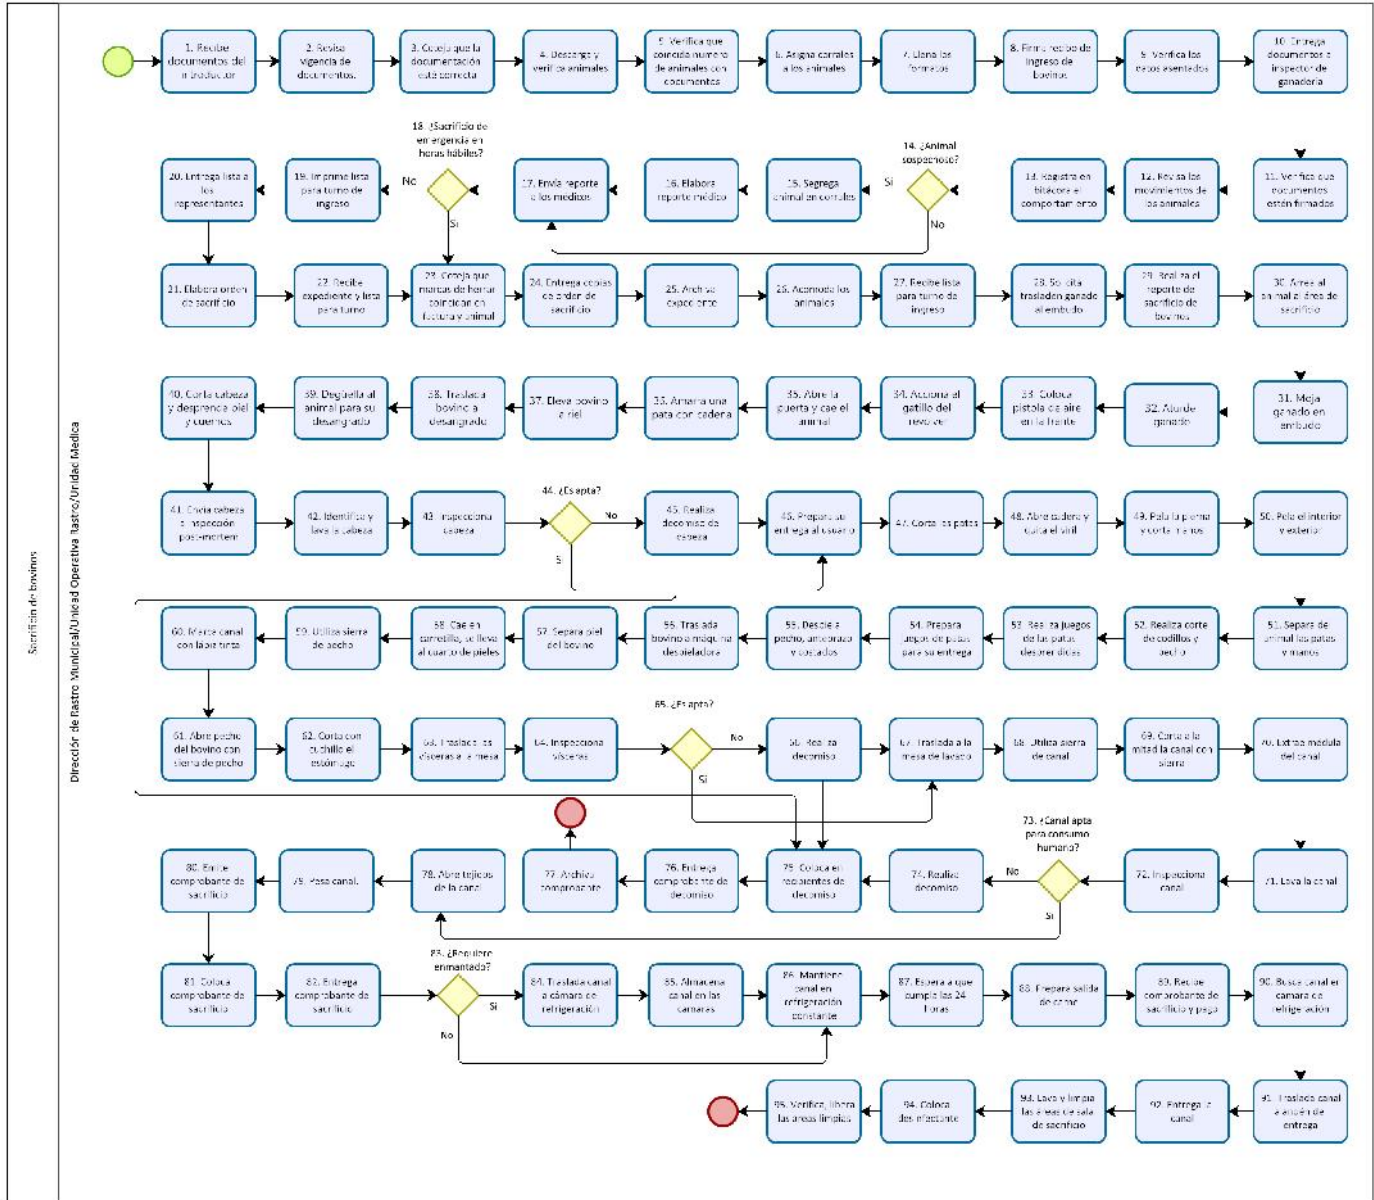 Sacrificio de bovinos
Dirección de Rastro Municipal/Unidad Operativa Rastro/Unidad Medica
1. Recibe
documentos del
introductor
2. Revisa
vigencia de
documentos.
3. Coteja que la
documentación
esté correcta
4. Descarga y
verifica animales
5. Verifica que
coincida numero
de animales con
documentos
6. Asigna corrales
a los animales
7. Llena los
formatos
8. Firma recibo de
ingreso de
bovinos
9. Verifica los
datos asentados
10. Entrega
documentos a
inspector de
ganadería
11. Verifica que
documentos
estén firmados
12. Revisa los
movimientos de
los animales
13. Registra en
bitácora el
comportamiento
14. ¿Animal
sospechoso?
Si
No
15. Segrega
animal en corrales
16. Elabora
reporte médico
17. Envía reporte
a los medicos
18. ¿Sacrificio de
emergencia en
horas hábiles?
No
Si
19. Imprime lista
para turno de
ingreso
20. Entrega lista a
los
representantes
21. Elabora orden
de sacrificio
22. Recibe
expediente y lista
para turno
23. Coteja que
marcas de herrar
coincidan en
factura y animal
24. Entrega copias
de orden de
sacrificio
25. Archiva
expediente
26. Acomoda los
animales
27. Recibe lista
para turno de
ingreso
28. Solicita
trasladen ganado
al embudo
29. Realiza el
reporte de
sacrificio de
bovinos
30. Arrea al
animal al área de
sacrificio
31. Moja
ganado en
embudo
32. Aturde
ganado
33. Coloca
pistola de aire
en la frente
34. Acciona el
gatillo del
revolver
35. Abre la
puerta y cae el
animal
36. Amarra una
pata con cadena
37. Eleva bovino
a riel
38. Traslada
bovino a
desangrado
39. Degüella al
animal para su
desangrado
40. Corta cabeza
y desprende piel
y cuernos
41. Envía cabeza
a inspección
post-mortem
42. Identifica y
lava la cabeza
43. Inspecciona
cabeza
44. ¿Es apta?
No
Si
45. Realiza
decomiso de
cabeza
46. Prepara su
entrega al usuario
47. Corta las patas
48. Abre cadera y
quita el viril
49. Pela la pierna
y corta manos
50. Pela el interior
y exterior
51. Separa de
animal las patas
y manos
52. Realiza corte
de codillos y
pecho
53. Realiza juegos
de las patas
desprendidas
54. Prepara
juegos de patas
para su entrega
55. Despiela
pecho, antebrazo
y costados
56. Traslada
bovino a máquina
despieladora
57. Separa piel
del bovino
58. Cae en
carretilla, se lleva
al cuarto de pieles
59. Utiliza sierra
de pecho
60. Marca canal
con lapiz tinta
61. Abre pecho
del bovino con
sierra de pecho
62. Corta con
cuchillo el
estómago
63. Traslada las
vísceras a la mesa
64. Inspecciona
vísceras
65. ¿Es apta?
No
Si
66. Realiza
decomiso
67. Traslada a la
mesa de lavado
68. Utiliza sierra
de canal
69. Corta a la
mitad la canal con
sierra
70. Extrae médula
del canal
71. Lava la canal
72. Inspecciona
canal
73. ¿Canal apta
para consumo
humano?
No
Si
74. Realiza
decomiso
75. Coloca en
recipientes de
decomiso
76. Entrega
comprobante de
decomiso
77. Archiva
comprobante
78. Abre tejidos
de la canal
79. Pesa canal.
80. Emite
comprobante de
sacrificio
81. Coloca
comprobante de
sacrificio
82. Entrega
comprobante de
sacrificio
83. ¿Requiere
enmantado?
Si
No
84. Traslada canal
a cámara de
refrigeración
85. Almacena
canal en las
camaras
86. Mantiene
canal en
refrigeración
constante
87. Espera a que
cumpla las 24
horas
88. Prepara salida
de carne
89. Recibe
comprobante de
sacrificio y pago
90. Busca canal en
cámara de
refrigeración
91. Traslada canal
a andén de
entrega
92. Entrega la
canal
93. Lava y limpia
las áreas de sala
de sacrificio
94. Coloca
desinfectante
95. Verifica, libera
las áreas limpias